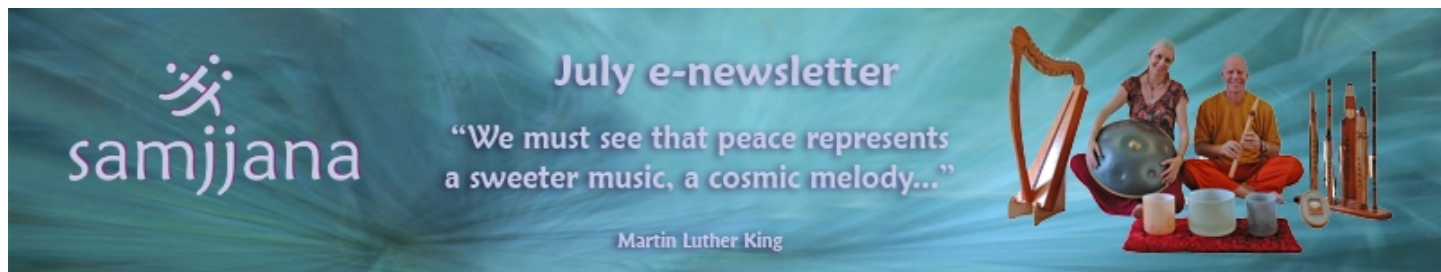 samjjana
July e-newsletter
“We must see that peace represents
a sweeter music, a cosmic melody...”
Martin Luther King